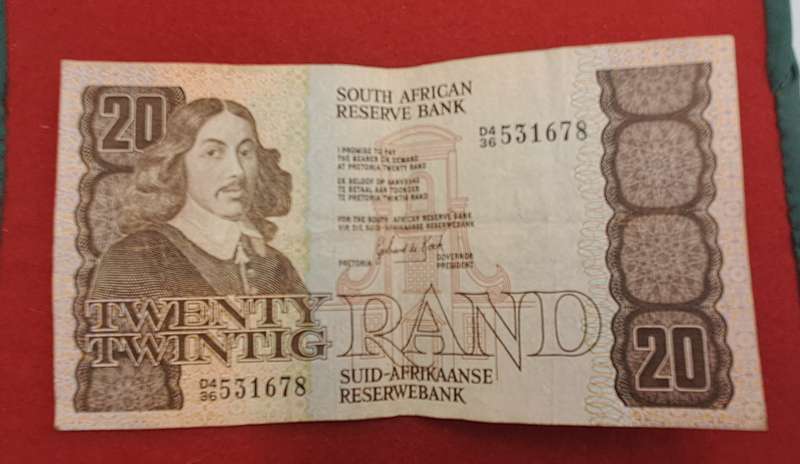 20
SOUTH AFRICAN
RESERVE BANK
D4
36 531678
I PROMISE TO PAY
THE BEARER ON DEMAND
AT PRETORIA TWENTY RAND
EK BELOOF OP AANVRAAG
TE BETAAL AAN TOONDER
TE PRETORIA TWINTIG RAND
FOR THE SOUTH AFRICAN RESERVE BANK
VIR DIE SUID-AFRIKAANSE RESERWEBANK
PRETORIA
GOVERNOR
PRESIDENT
TWENTY
TWINTIG
RAND
D4
36 531678
SUID-AFRIKAANSE
RESERWEBANK
20